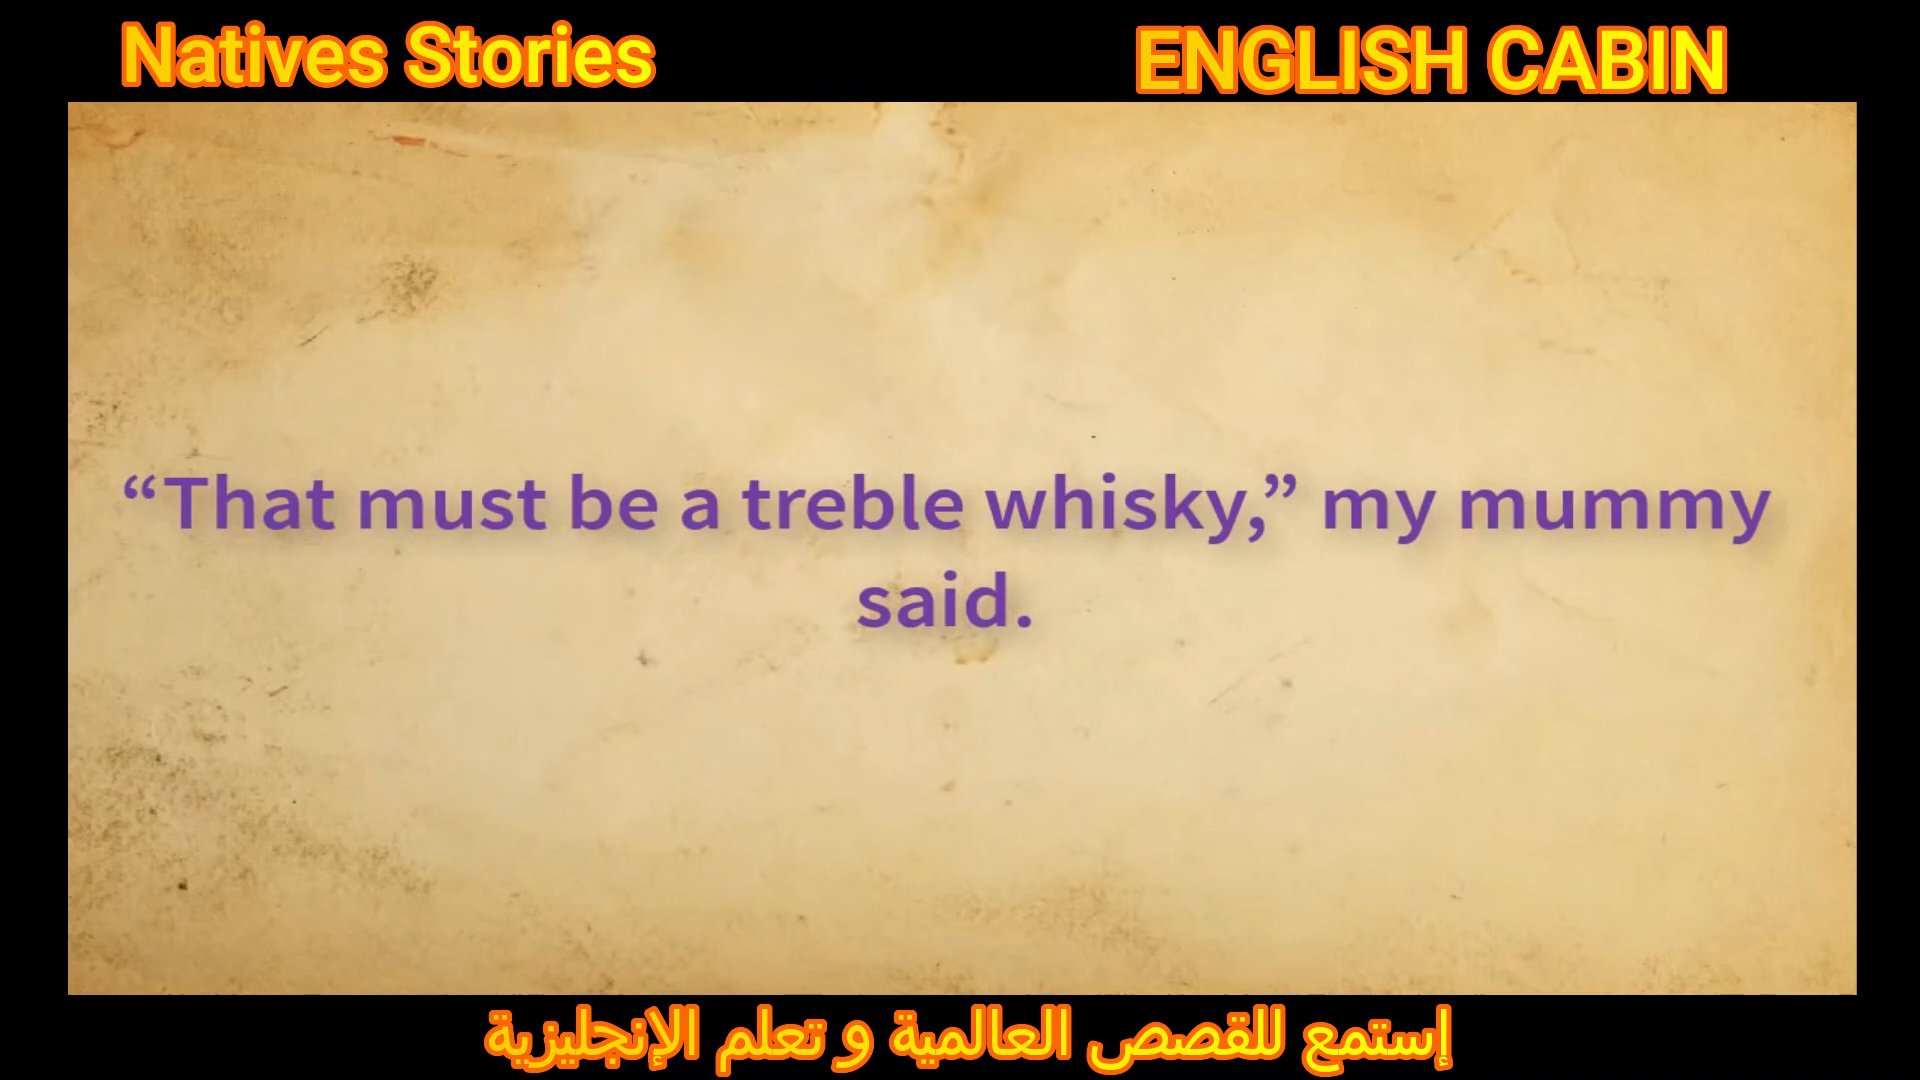 Natives Stories
ENGLISH CABIN
“That must be a treble whisky,” my mummy
said.
إستمع للقصص العالمية و تعلم الإنجليزية